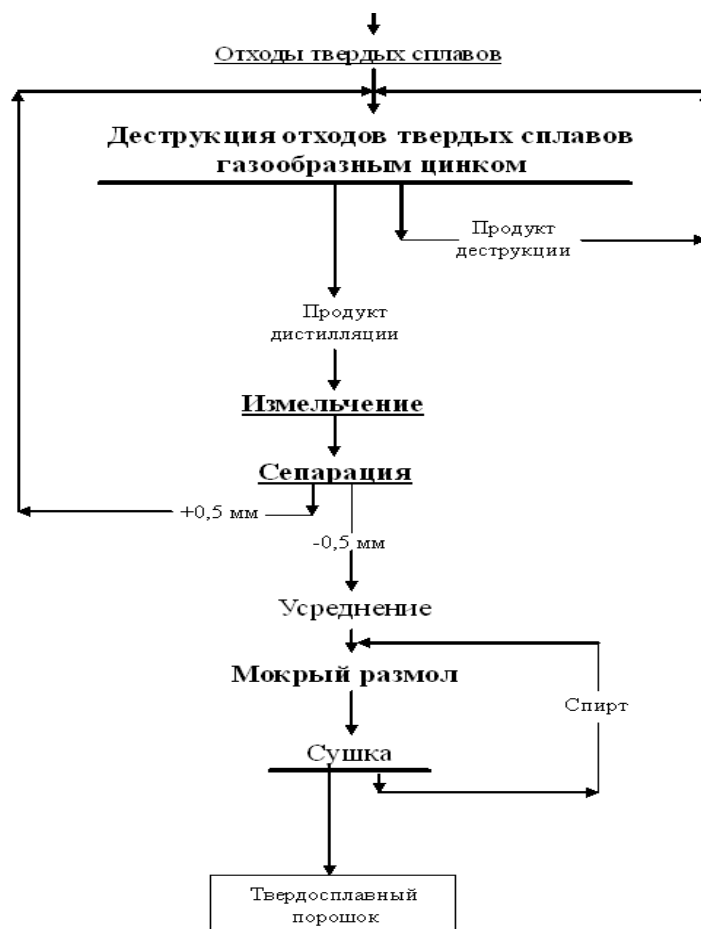 Отходы твердых сплавов
Деструкция отходов твердых сплавов
газообразным цинком
Продукт
деструкции
Продукт
дистилляции
Измельчение
Сепарация
+0,5 мм
-0,5 мм
Усреднение
Мокрый размол
Спирт
Сушка
Твердосплавный
порошок